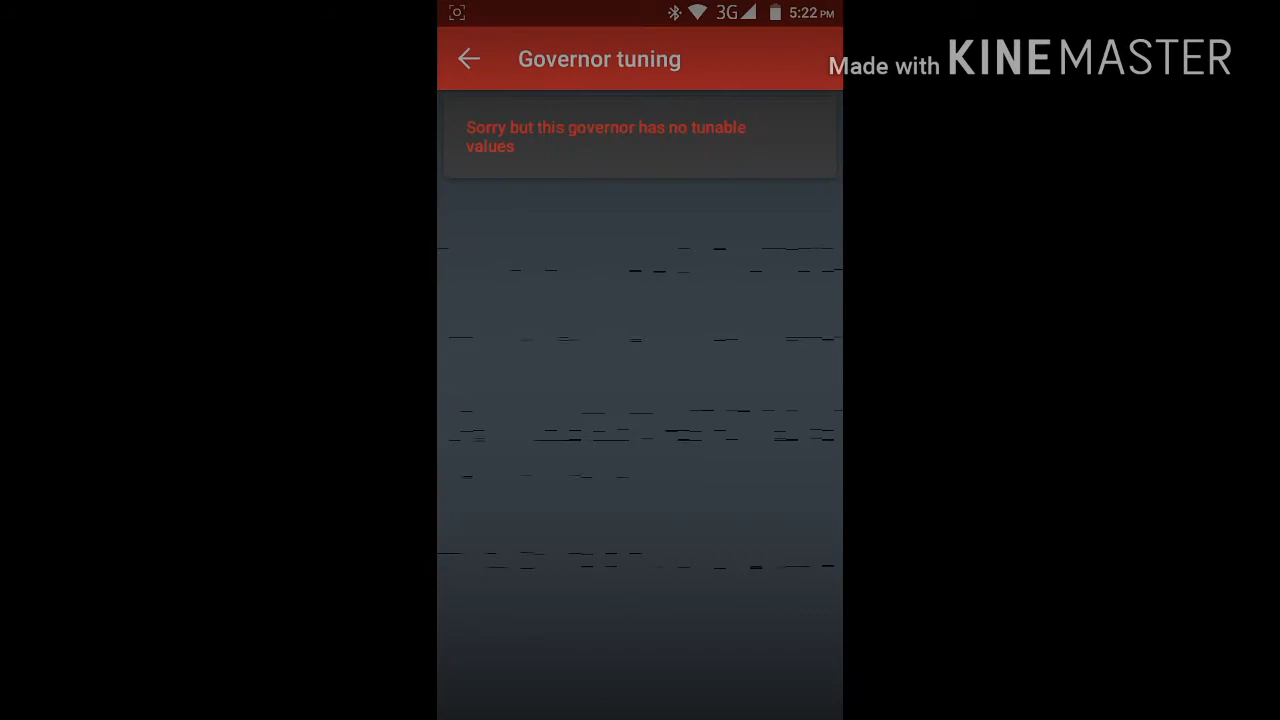 3G 5:22 PM
Governor tuning
Made with KINEMASTER
Sorry but this governor has no tunable
values